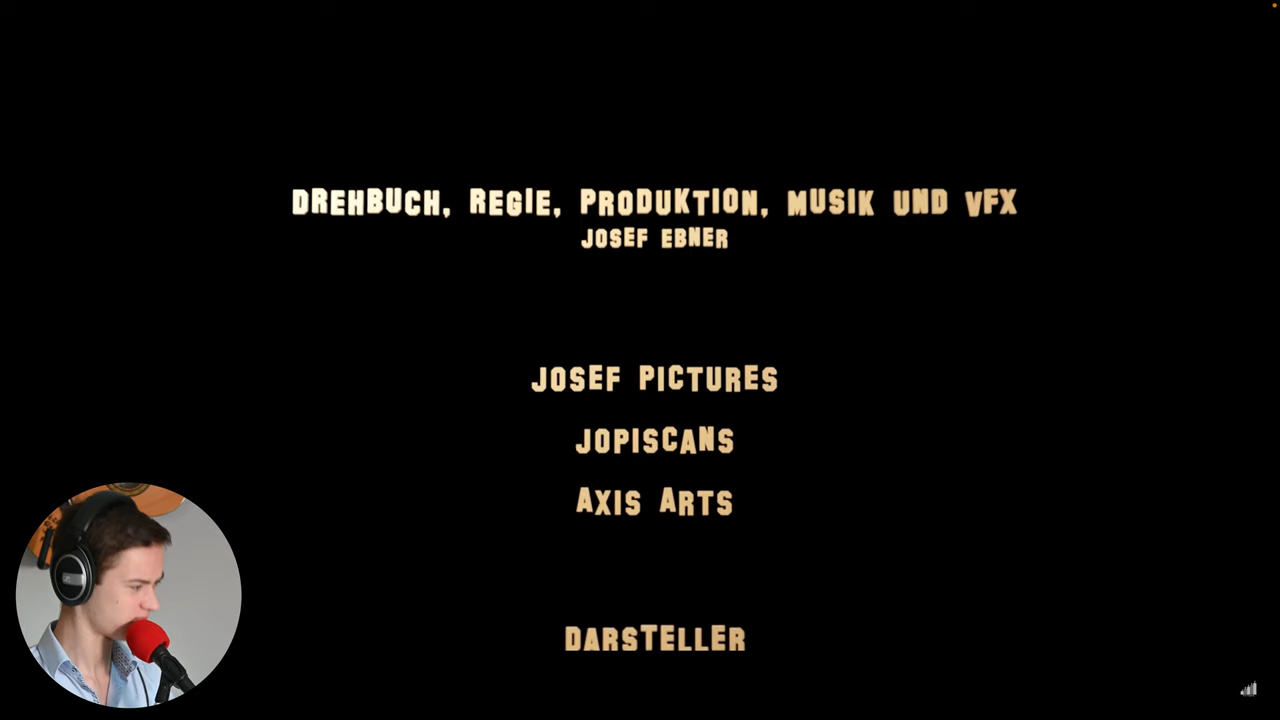 DREHBUCH, REGIE, PRODUKTION, MUSIK UND VFX
JOSEF EBNER
JOSEF PICTURES
JOPISCANS
AXIS ARTS
DARSTELLER